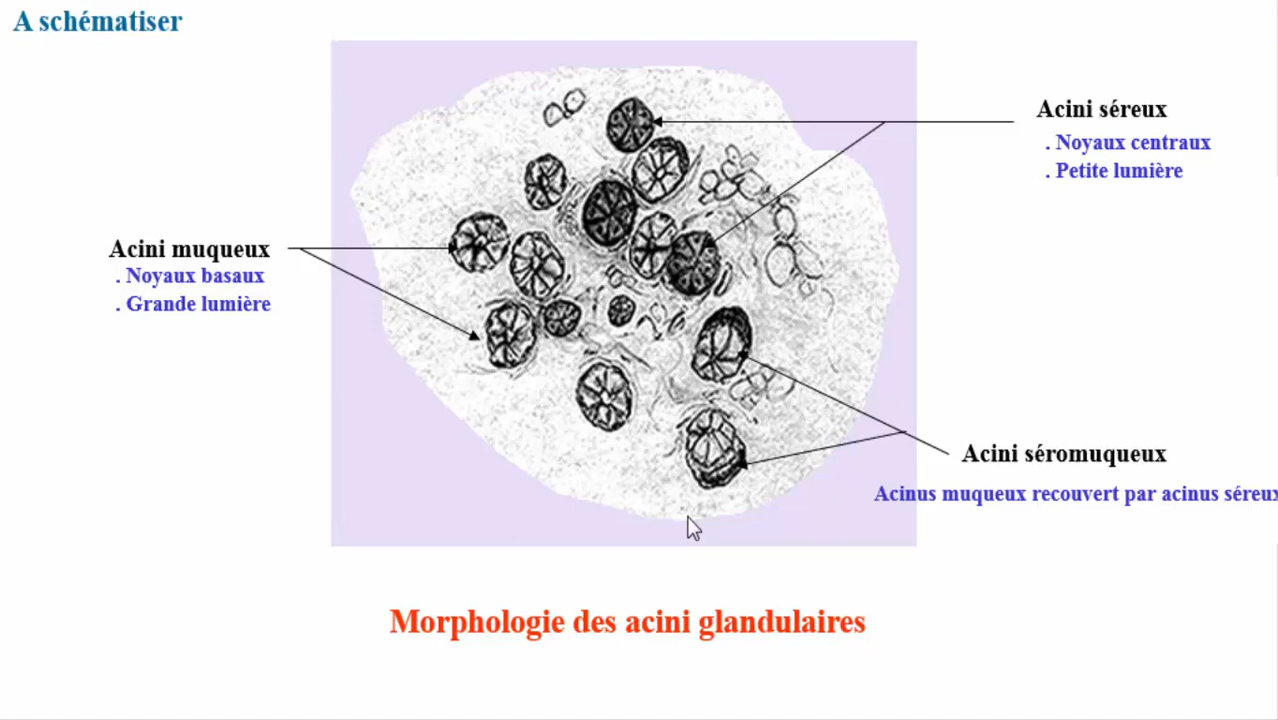 A schématiser
Acini séreux
. Noyaux centraux
. Petite lumière
Acini muqueux
. Noyaux basaux
. Grande lumière
Acini séromuqueux
Acinus muqueux recouvert par acinus séreux
Morphologie des acini glandulaires